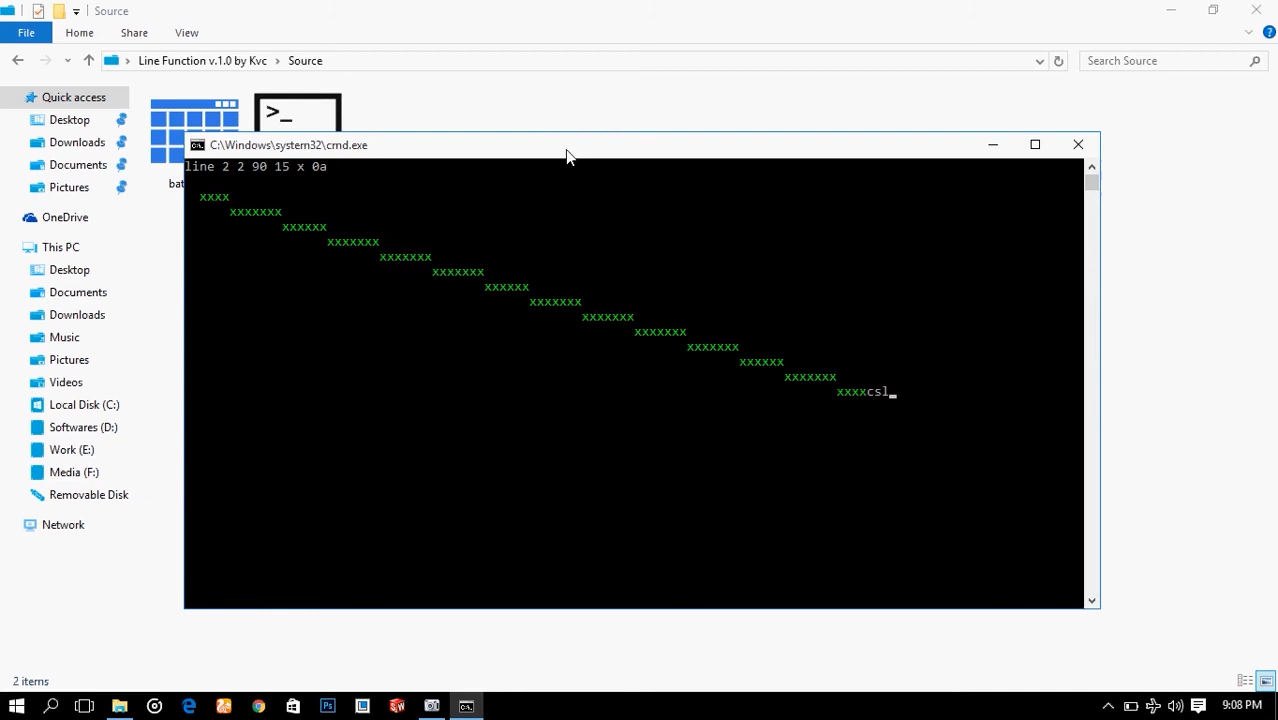 Source
File Home Share View
Line Function v.1.0 by Kvc Source
Search Source
Quick access
Desktop
Downloads
Documents
Pictures
OneDrive
This PC
Desktop
Documents
Downloads
Music
Pictures
Videos
Local Disk (C:)
Softwares (D:)
Work (E:)
Media (F:)
Removable Disk
Network
>_
bat
C:\Windows\system32\cmd.exe
line 2 2 90 15 x 0a
xxxx
xxxxxxx
xxxxxx
xxxxxxx
xxxxxxx
xxxxxxx
xxxxxx
xxxxxxx
xxxxxxx
xxxxxxx
xxxxxxx
xxxxxx
xxxxxxx
xxxxcsl_
2 items
9:08 PM